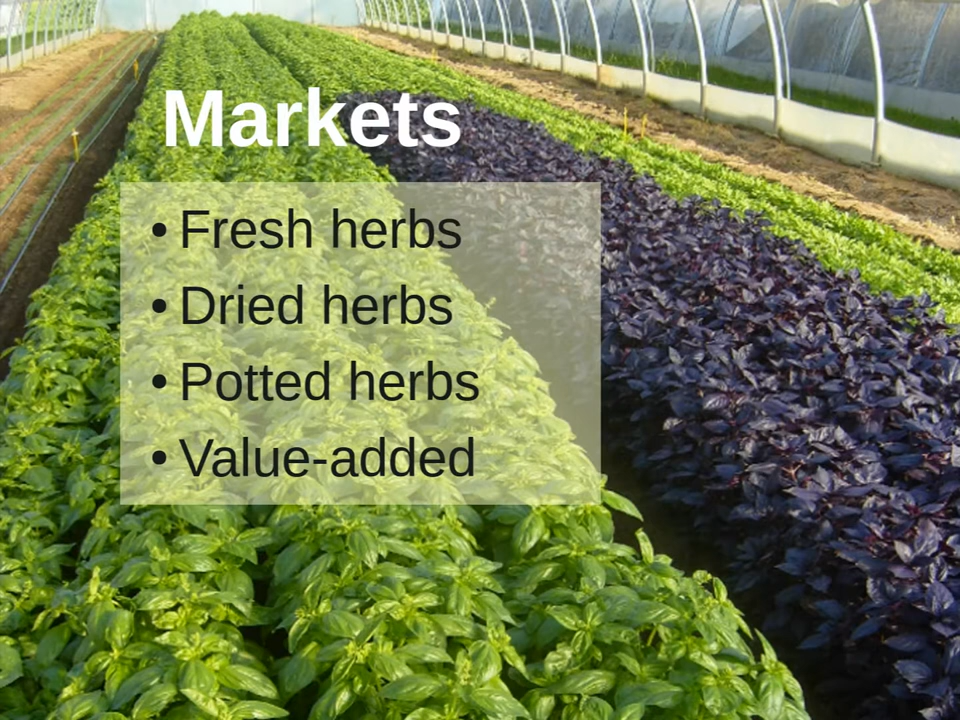 Markets
• Fresh herbs
• Dried herbs
• Potted herbs
• Value-added